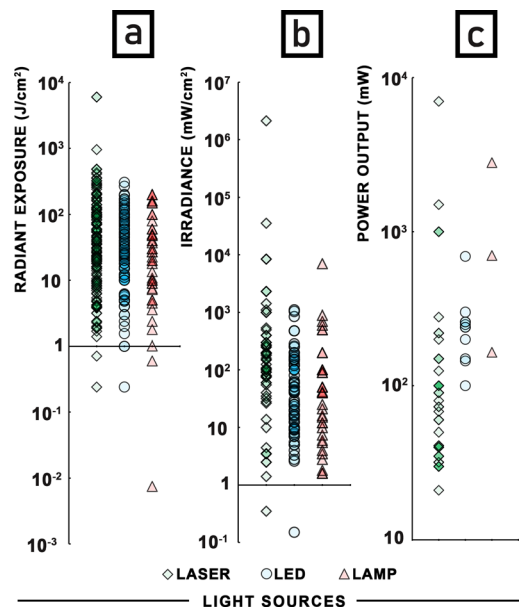 a
b
c
RADIANT EXPOSURE (J/cm²)
10⁴
10³
10²
10
1
10⁻¹
10⁻²
10⁻³
IRRADIANCE (mW/cm²)
10⁷
10⁶
10⁵
10⁴
10³
10²
10
1
10⁻¹
POWER OUTPUT (mW)
10⁴
10³
10²
10
LASER LED LAMP
LIGHT SOURCES